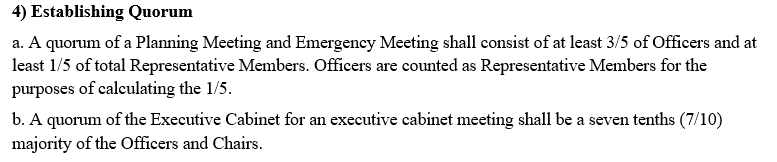 4) Establishing Quorum
a. A quorum of a Planning Meeting and Emergency Meeting shall consist of at least 3/5 of Officers and at
least 1/5 of total Representative Members. Officers are counted as Representative Members for the
purposes of calculating the 1/5.
b. A quorum of the Executive Cabinet for an executive cabinet meeting shall be a seven tenths (7/10)
majority of the Officers and Chairs.